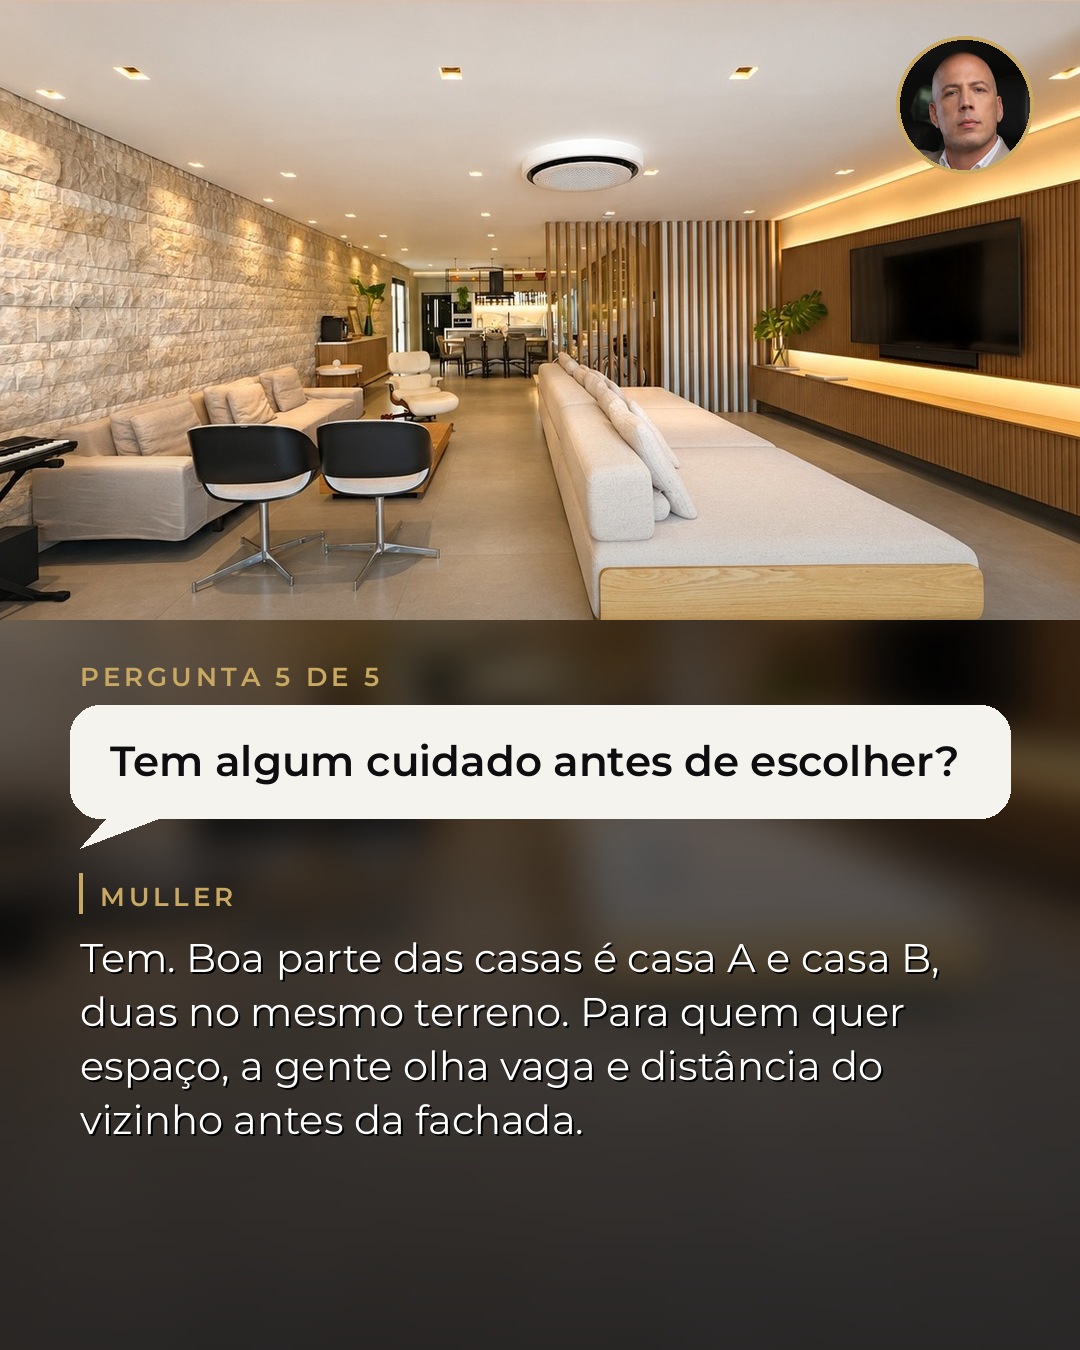 PERGUNTA 5 DE 5
Tem algum cuidado antes de escolher?
MULLER
Tem. Boa parte das casas é casa A e casa B,
duas no mesmo terreno. Para quem quer
espaço, a gente olha vaga e distância do
vizinho antes da fachada.